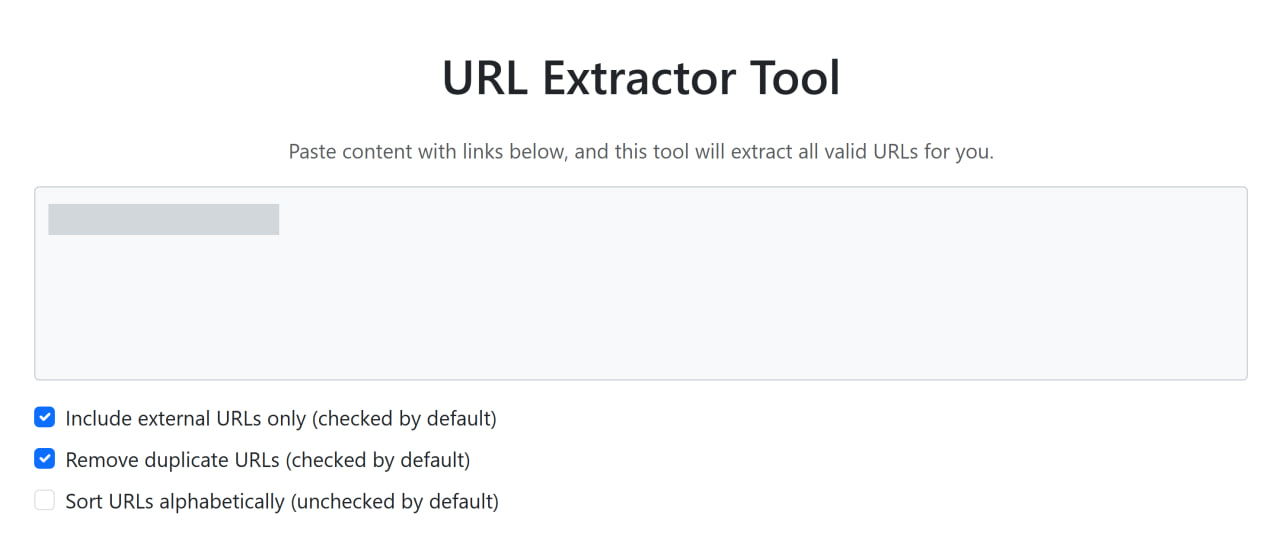 URL Extractor Tool
Paste content with links below, and this tool will extract all valid URLs for you.
Include external URLs only (checked by default)
Remove duplicate URLs (checked by default)
Sort URLs alphabetically (unchecked by default)